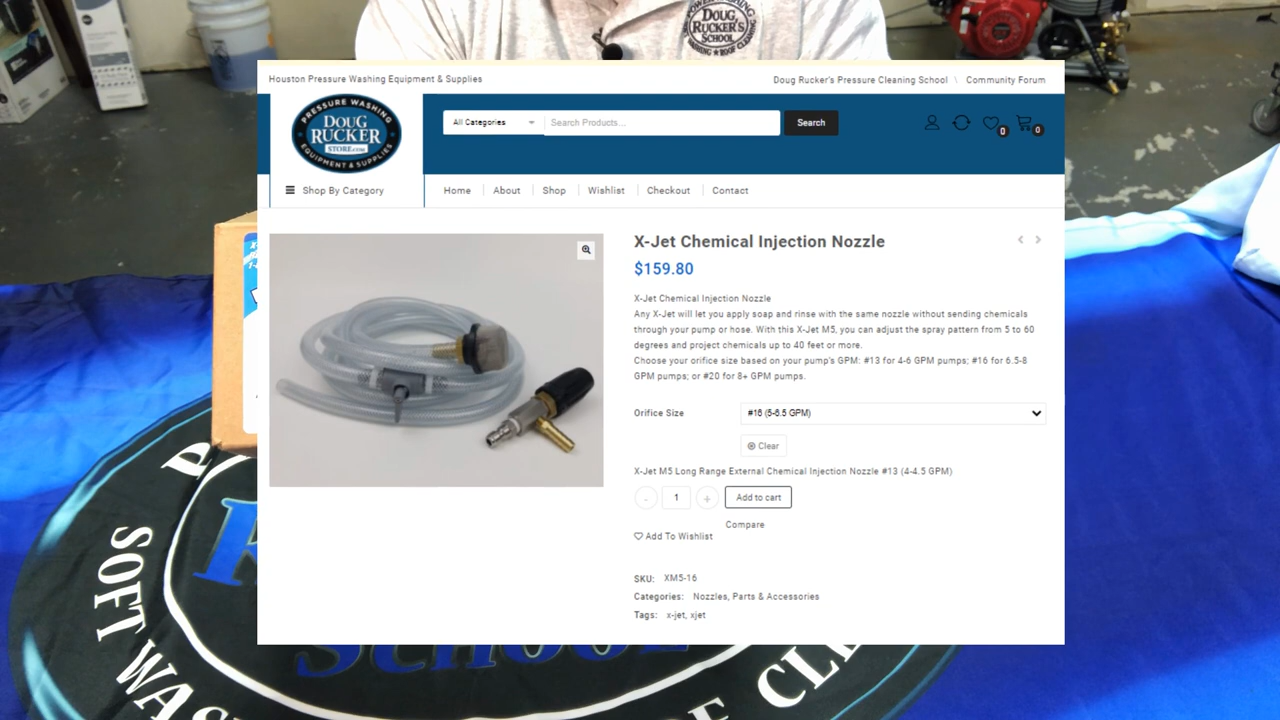 DOUG
RUCKER'S
SCHOOL
WASHING ★ ROOF CLEANING
Houston Pressure Washing Equipment & Supplies
Doug Rucker's Pressure Cleaning School \ Community Forum
PRESSURE WASHING
DOUG
RUCKER
STORE.COM
EQUIPMENT & SUPPLIES
All Categories
Search Products...
Search
0
0
Shop By Category
Home
About
Shop
Wishlist
Checkout
Contact
X-Jet Chemical Injection Nozzle
$159.80
X-Jet Chemical Injection Nozzle
Any X-Jet will let you apply soap and rinse with the same nozzle without sending chemicals
through your pump or hose. With this X-Jet M5, you can adjust the spray pattern from 5 to 60
degrees and project chemicals up to 40 feet or more.
Choose your orifice size based on your pump's GPM: #13 for 4-6 GPM pumps; #16 for 6.5-8
GPM pumps; or #20 for 8+ GPM pumps.
Orifice Size
#16 (5-8.5 GPM)
Clear
X-Jet M5 Long Range External Chemical Injection Nozzle #13 (4-4.5 GPM)
- 1 + Add to cart
Compare
Add To Wishlist
SKU: XM5-16
Categories: Nozzles, Parts & Accessories
Tags: x-jet, xjet
SOFT WAS
School
CLE